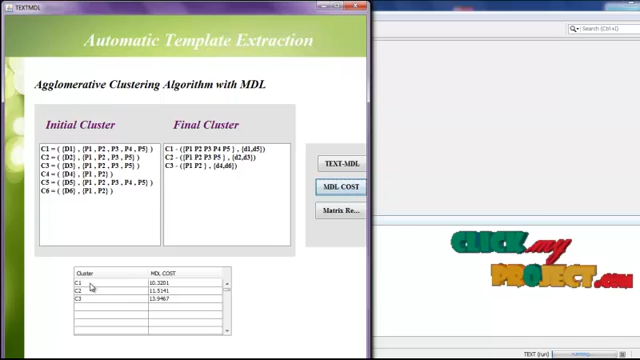 TEXTMDL
Automatic Template Extraction
Agglomerative Clustering Algorithm with MDL
Initial Cluster
Final Cluster
C1 = ( {D1} , {P1 , P2 , P3 , P4 , P5} )
C2 = ( {D2} , {P1 , P2 , P3 , P5} )
C3 = ( {D3} , {P1 , P2 , P3 , P5} )
C4 = ( {D4} , {P1 , P2} )
C5 = ( {D5} , {P1 , P2 , P3 , P4 , P5} )
C6 = ( {D6} , {P1 , P2} )
C1 - ({P1 P2 P3 P4 P5 } , {d1,d5})
C2 - ({P1 P2 P3 P5 } , {d2,d3})
C3 - ({P1 P2 } , {d4,d6})
TEXT-MDL
MDL COST
Matrix Re...
Cluster MDL COST
C1 10.3201
C2 11.5141
C3 13.9467
Search (Ctrl+I)
CLICK my
PROJECT.com
TEXT (run) running...